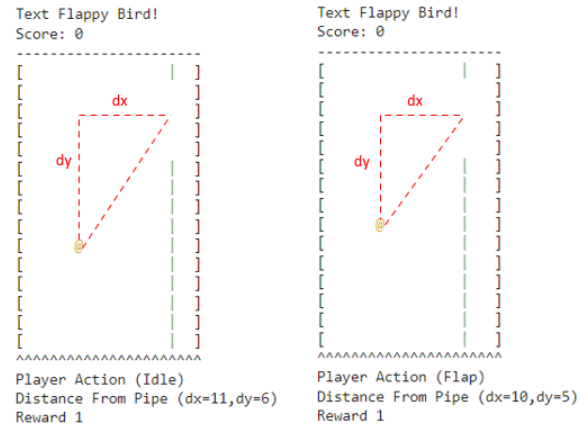 Text Flappy Bird!
Score: 0
----------------------
[                 |  ]
[                    ]
dx
[                    ]
[                    ]
[                    ]
dy
[                 |  ]
[                 |  ]
[                 |  ]
[                 |  ]
[      @          |  ]
[                 |  ]
[                 |  ]
[                 |  ]
[                 |  ]
[                 |  ]
^^^^^^^^^^^^^^^^^^^^^^
Player Action (Idle)
Distance From Pipe (dx=11,dy=6)
Reward 1
Text Flappy Bird!
Score: 0
----------------------
[                 |  ]
[                    ]
dx
[                    ]
[                    ]
[                    ]
dy
[                 |  ]
[                 |  ]
[                 |  ]
[      @          |  ]
[                 |  ]
[                 |  ]
[                 |  ]
[                 |  ]
[                 |  ]
[                 |  ]
^^^^^^^^^^^^^^^^^^^^^^
Player Action (Flap)
Distance From Pipe (dx=10,dy=5)
Reward 1